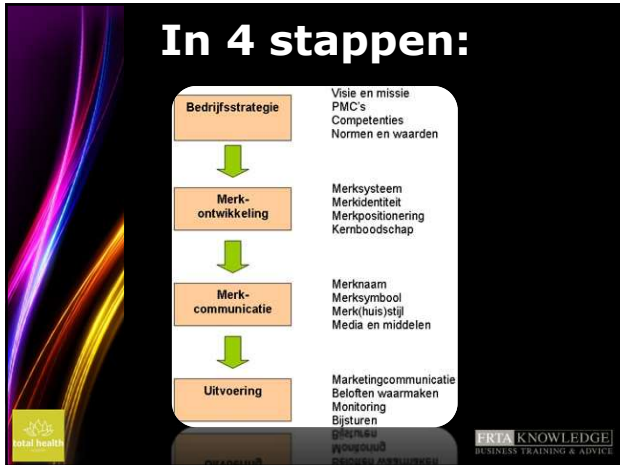 In 4 stappen:
Bedrijfsstrategie
Visie en missie
PMC's
Competenties
Normen en waarden
Merk-
ontwikkeling
Merksysteem
Merkidentiteit
Merkpositionering
Kernboodschap
Merk-
communicatie
Merknaam
Merksymbool
Merk(huis)stijl
Media en middelen
Uitvoering
Marketingcommunicatie
Beloften waarmaken
Monitoring
Bijsturen
total health
FRTA KNOWLEDGE
BUSINESS TRAINING & ADVICE